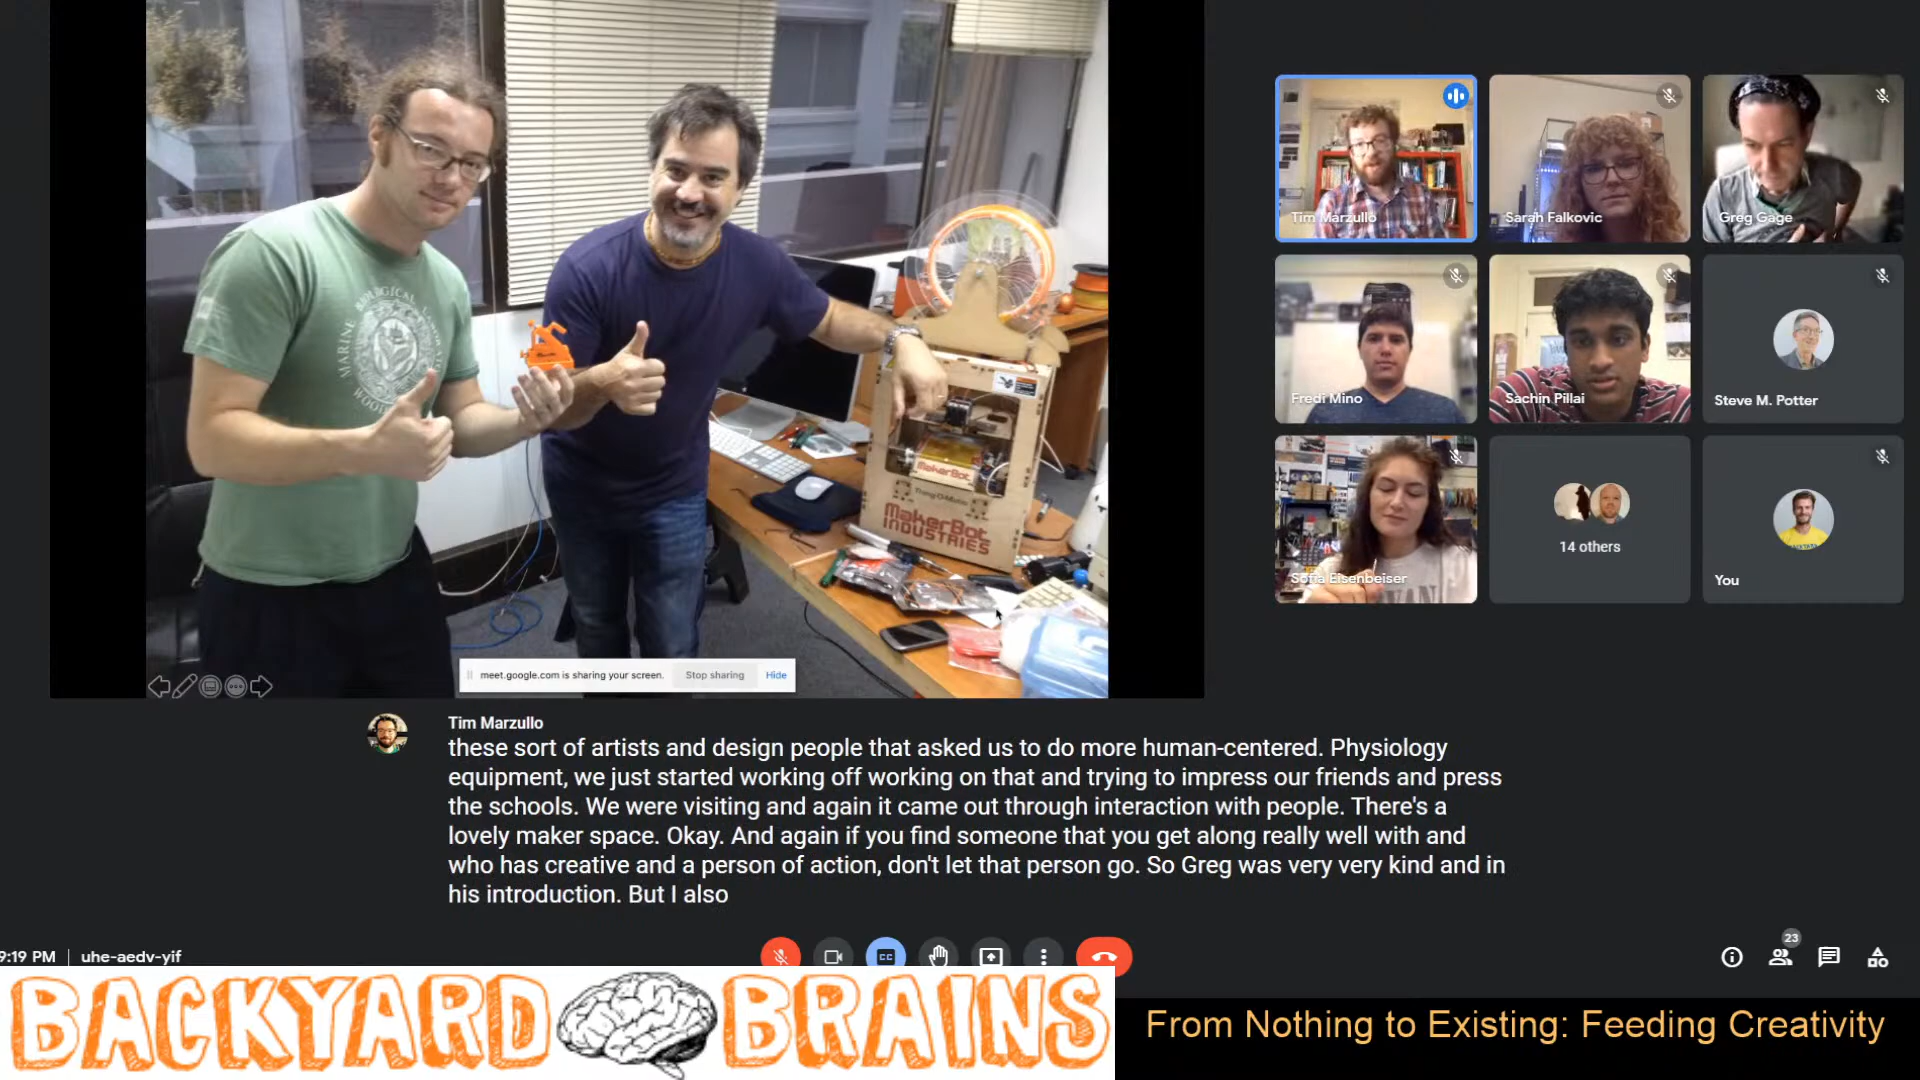 MARINE BIOLOGICAL
WOODS
MakerBot
Thing-O-Matic
MakerBot
INDUSTRIES
meet.google.com is sharing your screen.
Stop sharing
Hide
Tim Marzullo
Sarah Falkovic
Greg Gage
Fredi Mino
Sachin Pillai
Steve M. Potter
Sofia Eisenbeiser
14 others
You
Tim Marzullo
these sort of artists and design people that asked us to do more human-centered. Physiology
equipment, we just started working off working on that and trying to impress our friends and press
the schools. We were visiting and again it came out through interaction with people. There's a
lovely maker space. Okay. And again if you find someone that you get along really well with and
who has creative and a person of action, don't let that person go. So Greg was very very kind and in
his introduction. But I also
9:19 PM | uhe-aedv-yif
CC
23
BACKYARD BRAINS
From Nothing to Existing: Feeding Creativity